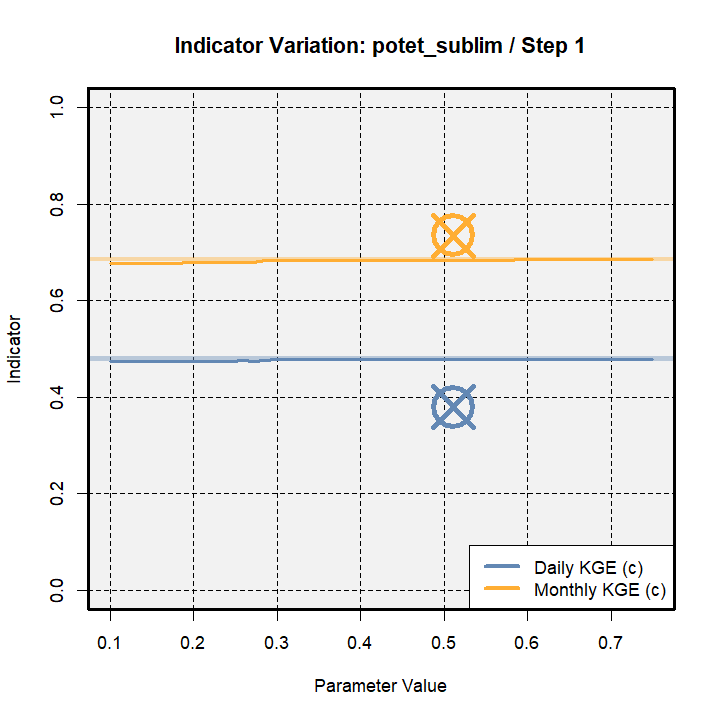 Indicator Variation: potet_sublim / Step 1
Indicator
1.0
0.8
0.6
0.4
0.2
0.0
Daily KGE (c)
Monthly KGE (c)
0.1 0.2 0.3 0.4 0.5 0.6 0.7
Parameter Value